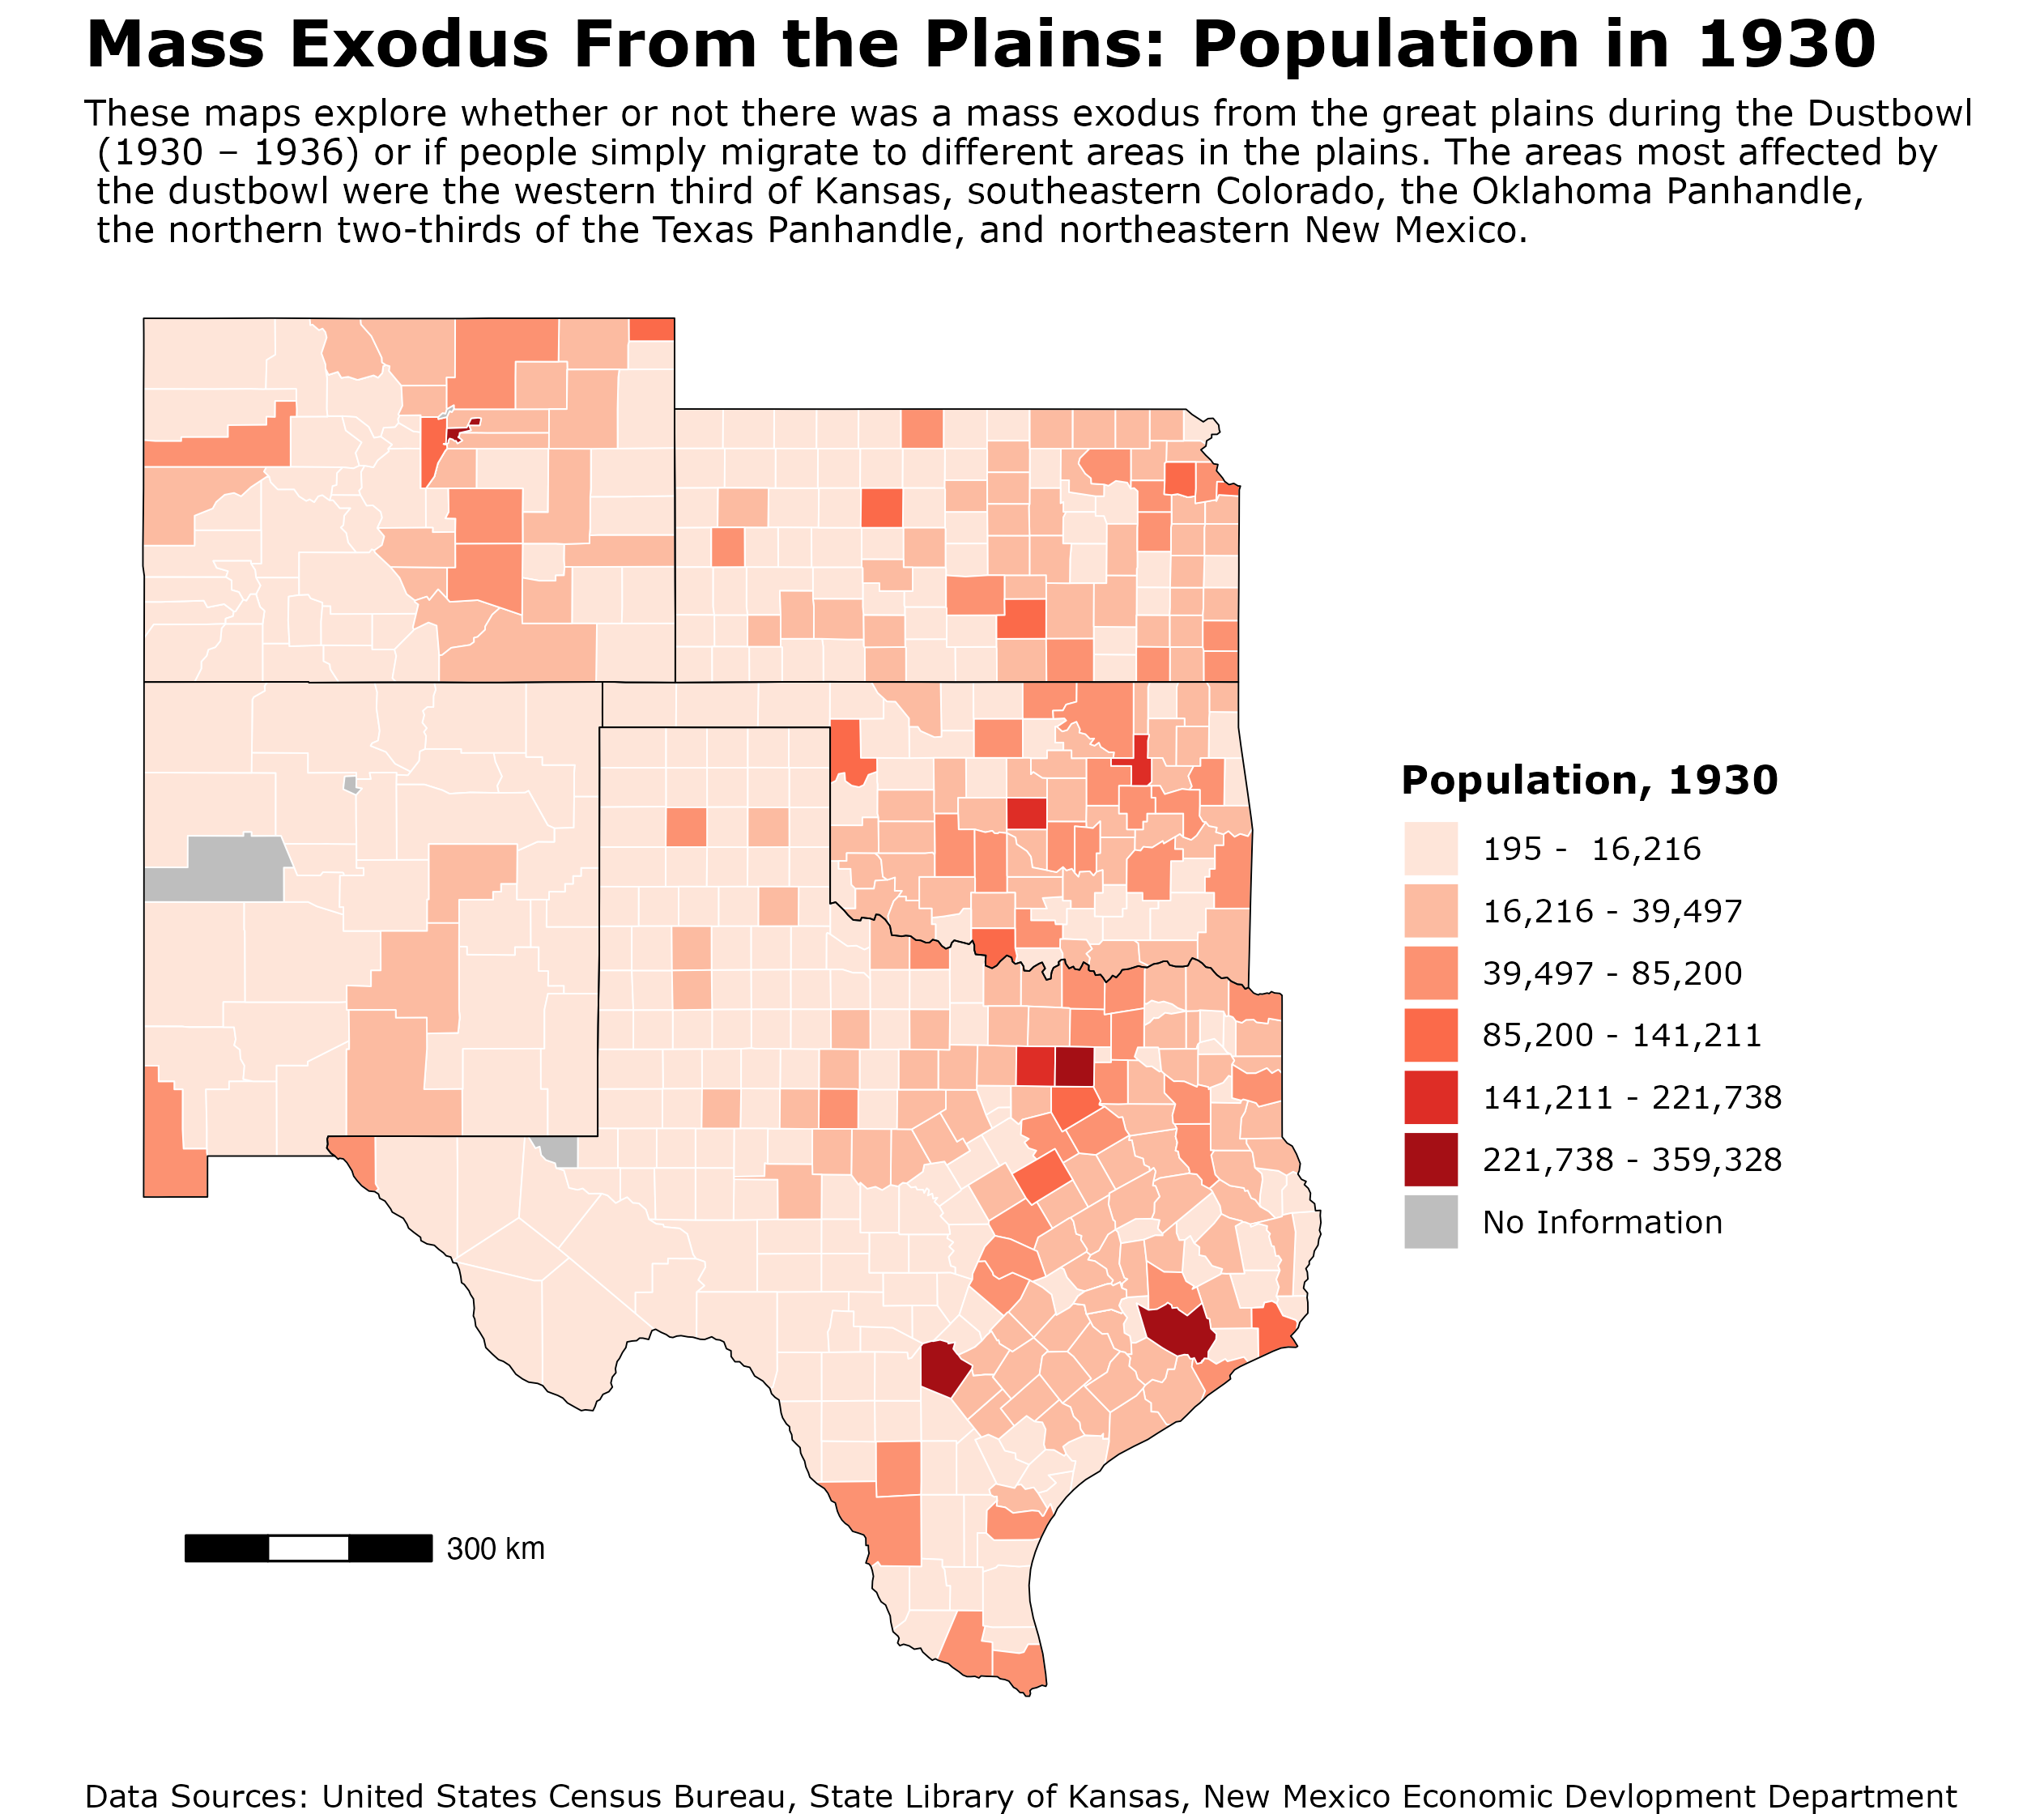 Mass Exodus From the Plains: Population in 1930
These maps explore whether or not there was a mass exodus from the great plains during the Dustbowl
(1930 – 1936) or if people simply migrate to different areas in the plains. The areas most affected by
the dustbowl were the western third of Kansas, southeastern Colorado, the Oklahoma Panhandle,
the northern two-thirds of the Texas Panhandle, and northeastern New Mexico.
Population, 1930
195 - 16,216
16,216 - 39,497
39,497 - 85,200
85,200 - 141,211
141,211 - 221,738
221,738 - 359,328
No Information
300 km
Data Sources: United States Census Bureau, State Library of Kansas, New Mexico Economic Devlopment Department